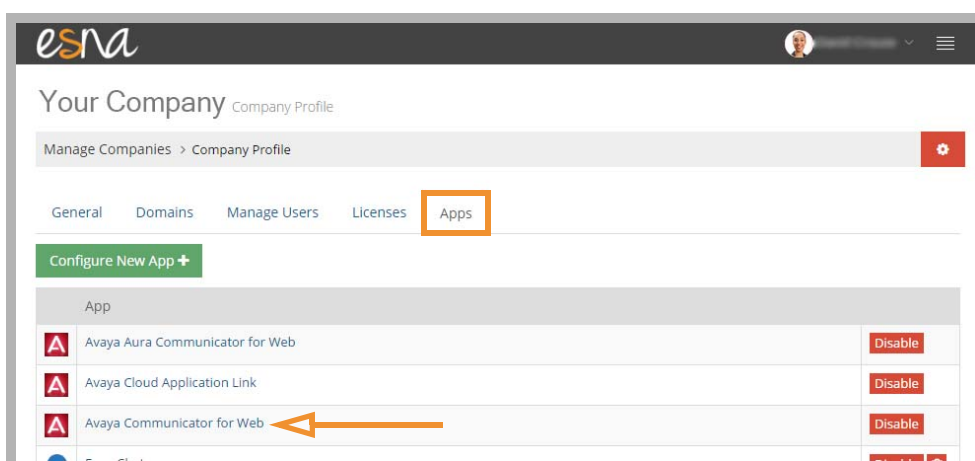 esna
Your Company Company Profile
Manage Companies > Company Profile
General Domains Manage Users Licenses Apps
Configure New App +
App
Avaya Aura Communicator for Web Disable
Avaya Cloud Application Link Disable
Avaya Communicator for Web Disable